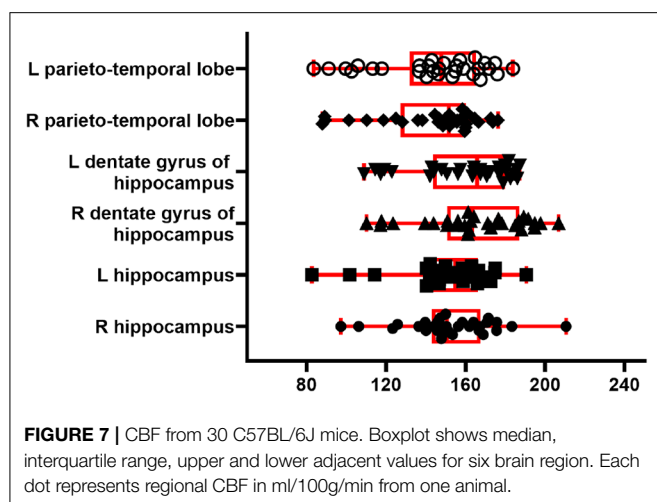 L parieto-temporal lobe
R parieto-temporal lobe
L dentate gyrus of
hippocampus
R dentate gyrus of
hippocampus
L hippocampus
R hippocampus
80 120 160 200 240
FIGURE 7 | CBF from 30 C57BL/6J mice. Boxplot shows median,
interquartile range, upper and lower adjacent values for six brain region. Each
dot represents regional CBF in ml/100g/min from one animal.